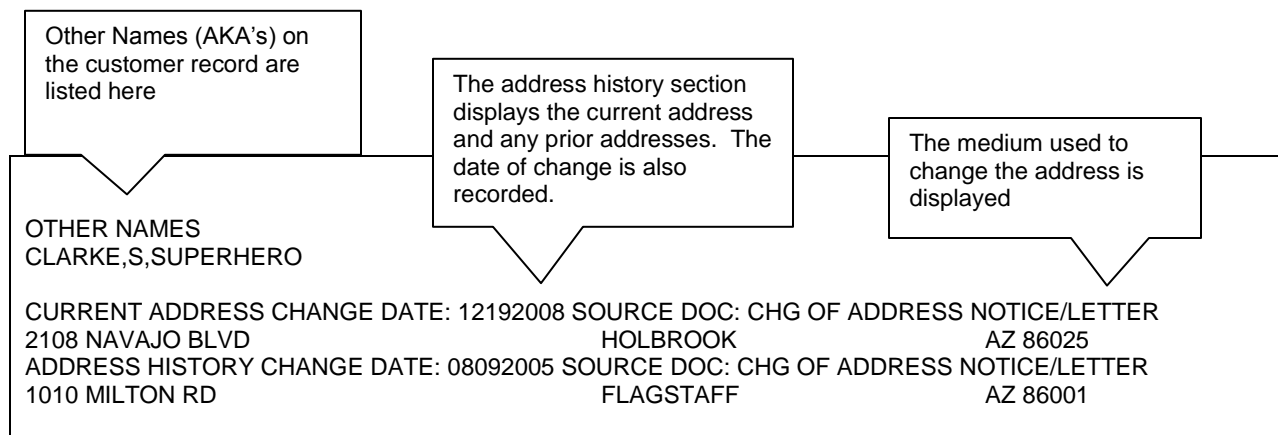 Other Names (AKA's) on
the customer record are
listed here
The address history section
displays the current address
and any prior addresses.  The
date of change is also
recorded.
The medium used to
change the address is
displayed
OTHER NAMES
CLARKE,S,SUPERHERO
CURRENT ADDRESS CHANGE DATE: 12192008 SOURCE DOC: CHG OF ADDRESS NOTICE/LETTER
2108 NAVAJO BLVD HOLBROOK AZ 86025
ADDRESS HISTORY CHANGE DATE: 08092005 SOURCE DOC: CHG OF ADDRESS NOTICE/LETTER
1010 MILTON RD FLAGSTAFF AZ 86001